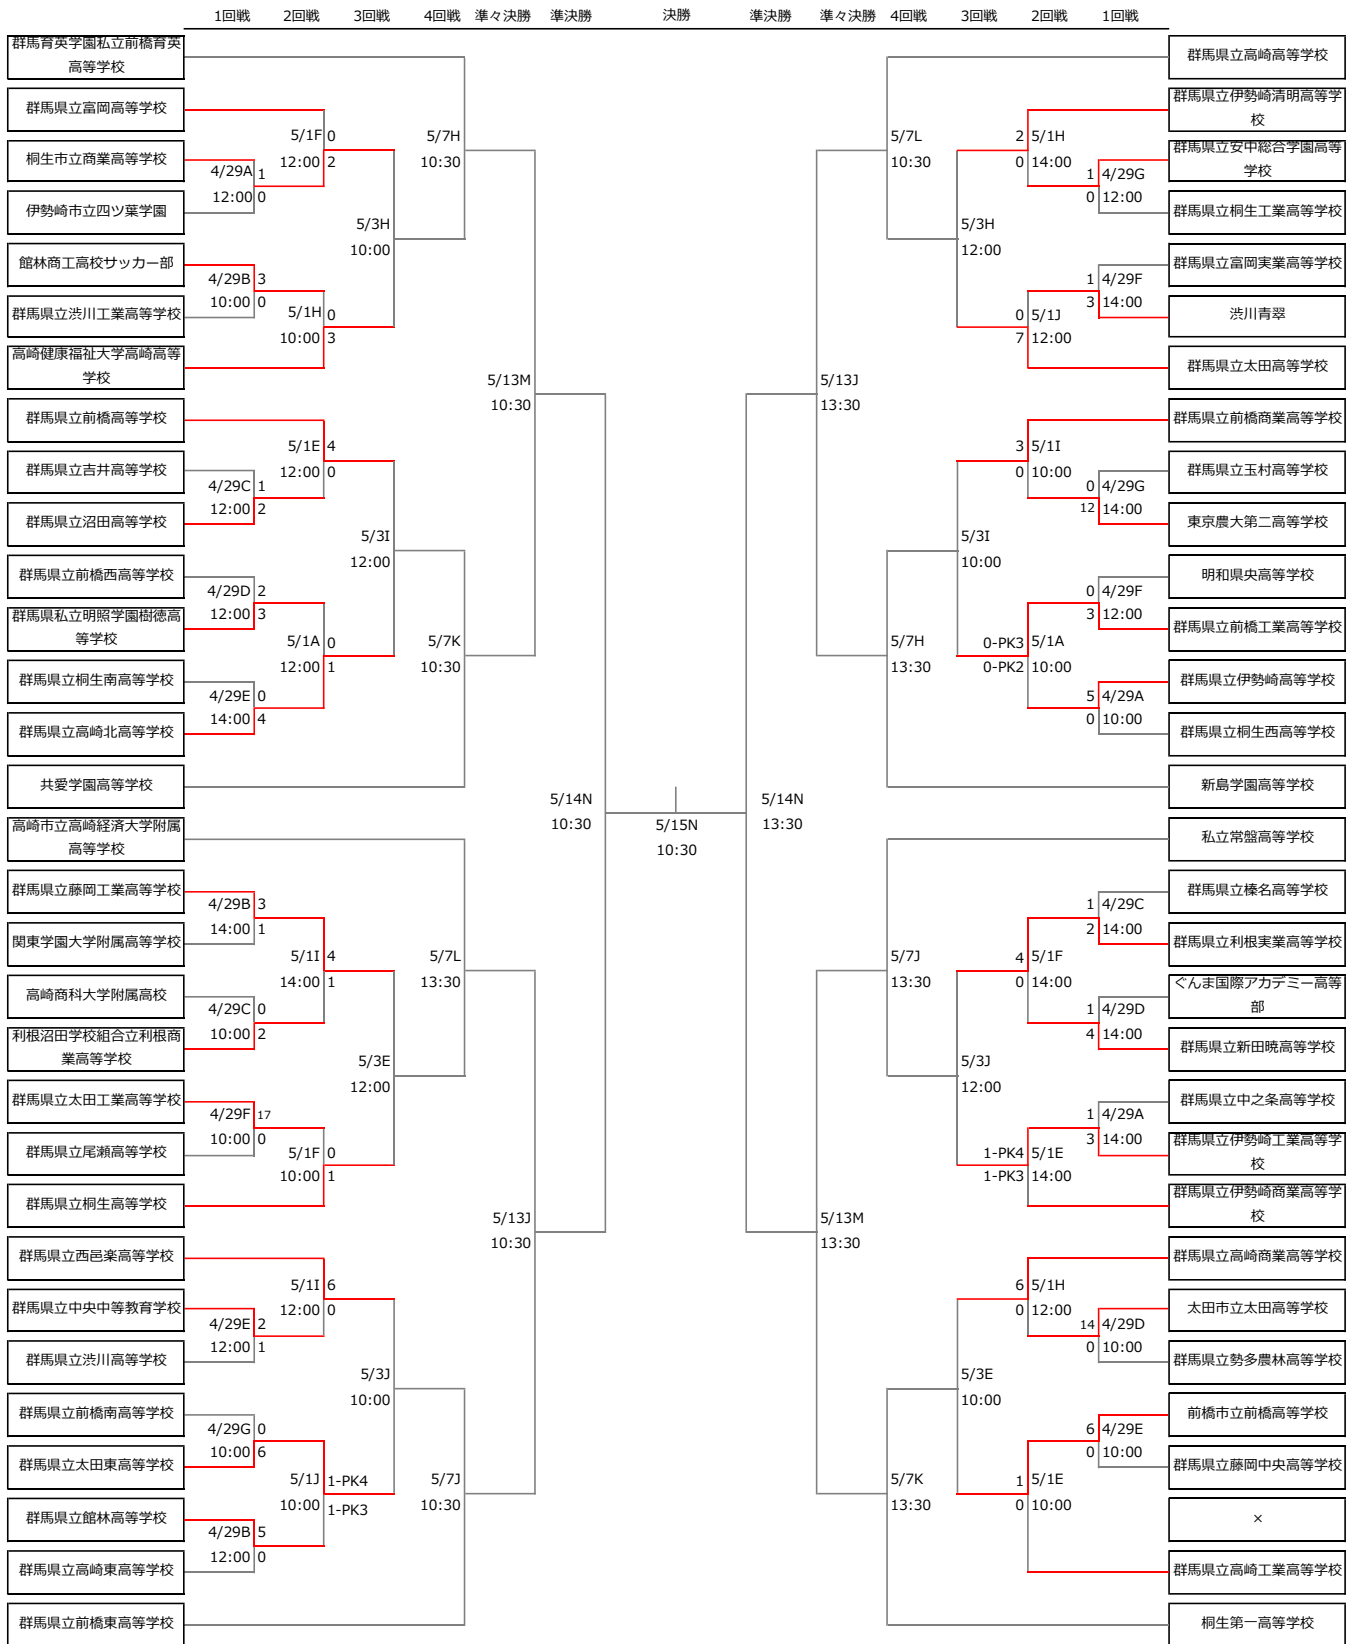 1回戦 2回戦 3回戦 4回戦 準々決勝 準決勝 決勝 準決勝 準々決勝 4回戦 3回戦 2回戦 1回戦
群馬育英学園私立前橋育英
高等学校
群馬県立富岡高等学校
5/1F 0
12:00 2
桐生市立商業高等学校
4/29A 1
12:00 0
伊勢崎市立四ツ葉学園
5/7H
10:30
5/3H
10:00
館林商工高校サッカー部
4/29B 3
10:00 0
群馬県立渋川工業高等学校
5/1H 0
10:00 3
高崎健康福祉大学高崎高等
学校
5/13M
10:30
群馬県立前橋高等学校
5/1E 4
12:00 0
群馬県立吉井高等学校
4/29C 1
12:00 2
群馬県立沼田高等学校
5/3I
12:00
群馬県立前橋西高等学校
4/29D 2
12:00 3
群馬県私立明照学園樹徳高
等学校
5/1A 0
12:00 1
5/7K
10:30
群馬県立桐生南高等学校
4/29E 0
14:00 4
群馬県立高崎北高等学校
共愛学園高等学校
5/14N
10:30
高崎市立高崎経済大学附属
高等学校
群馬県立藤岡工業高等学校
4/29B 3
14:00 1
関東学園大学附属高等学校
5/1I 4
14:00 1
5/7L
13:30
高崎商科大学附属高校
4/29C 0
10:00 2
利根沼田学校組合立利根商
業高等学校
5/3E
12:00
群馬県立太田工業高等学校
4/29F 17
10:00 0
群馬県立尾瀬高等学校
5/1F 0
10:00 1
群馬県立桐生高等学校
5/13J
10:30
群馬県立西邑楽高等学校
5/1I 6
12:00 0
群馬県立中央中等教育学校
4/29E 2
12:00 1
群馬県立渋川高等学校
5/3J
10:00
群馬県立前橋南高等学校
4/29G 0
10:00 6
群馬県立太田東高等学校
5/1J 1-PK4
10:00 1-PK3
5/7J
10:30
群馬県立館林高等学校
4/29B 5
12:00 0
群馬県立高崎東高等学校
群馬県立前橋東高等学校
5/15N
10:30
群馬県立高崎高等学校
群馬県立伊勢崎清明高等学
校
5/7L
10:30
2 5/1H
0 14:00
群馬県立安中総合学園高等
学校
1 4/29G
0 12:00
群馬県立桐生工業高等学校
5/3H
12:00
群馬県立富岡実業高等学校
1 4/29F
3 14:00
渋川青翠
0 5/1J
7 12:00
群馬県立太田高等学校
5/13J
13:30
群馬県立前橋商業高等学校
3 5/1I
0 10:00
群馬県立玉村高等学校
0 4/29G
12 14:00
東京農大第二高等学校
5/3I
10:00
明和県央高等学校
0 4/29F
3 12:00
群馬県立前橋工業高等学校
5/7H
13:30
0-PK3 5/1A
0-PK2 10:00
群馬県立伊勢崎高等学校
5 4/29A
0 10:00
群馬県立桐生西高等学校
新島学園高等学校
5/14N
13:30
私立常盤高等学校
群馬県立榛名高等学校
1 4/29C
2 14:00
群馬県立利根実業高等学校
5/7J
13:30
4 5/1F
0 14:00
ぐんま国際アカデミー高等
部
1 4/29D
4 14:00
群馬県立新田暁高等学校
5/3J
12:00
群馬県立中之条高等学校
1 4/29A
3 14:00
群馬県立伊勢崎工業高等学
校
1-PK4 5/1E
1-PK3 14:00
群馬県立伊勢崎商業高等学
校
5/13M
13:30
群馬県立高崎商業高等学校
6 5/1H
0 12:00
太田市立太田高等学校
14 4/29D
0 10:00
群馬県立勢多農林高等学校
5/3E
10:00
前橋市立前橋高等学校
6 4/29E
0 10:00
群馬県立藤岡中央高等学校
5/7K
13:30
1 5/1E
0 10:00
×
群馬県立高崎工業高等学校
桐生第一高等学校